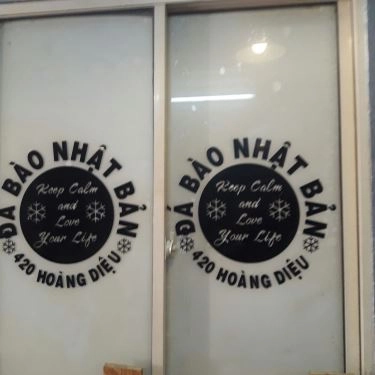 ĐÁ BÀO NHẬT BẢN
Keep Calm
and
Love
Your Life
420 HOÀNG DIỆU
ĐÁ BÀO NHẬT BẢN
Keep Calm
and
Love
Your Life
420 HOÀNG DIỆU